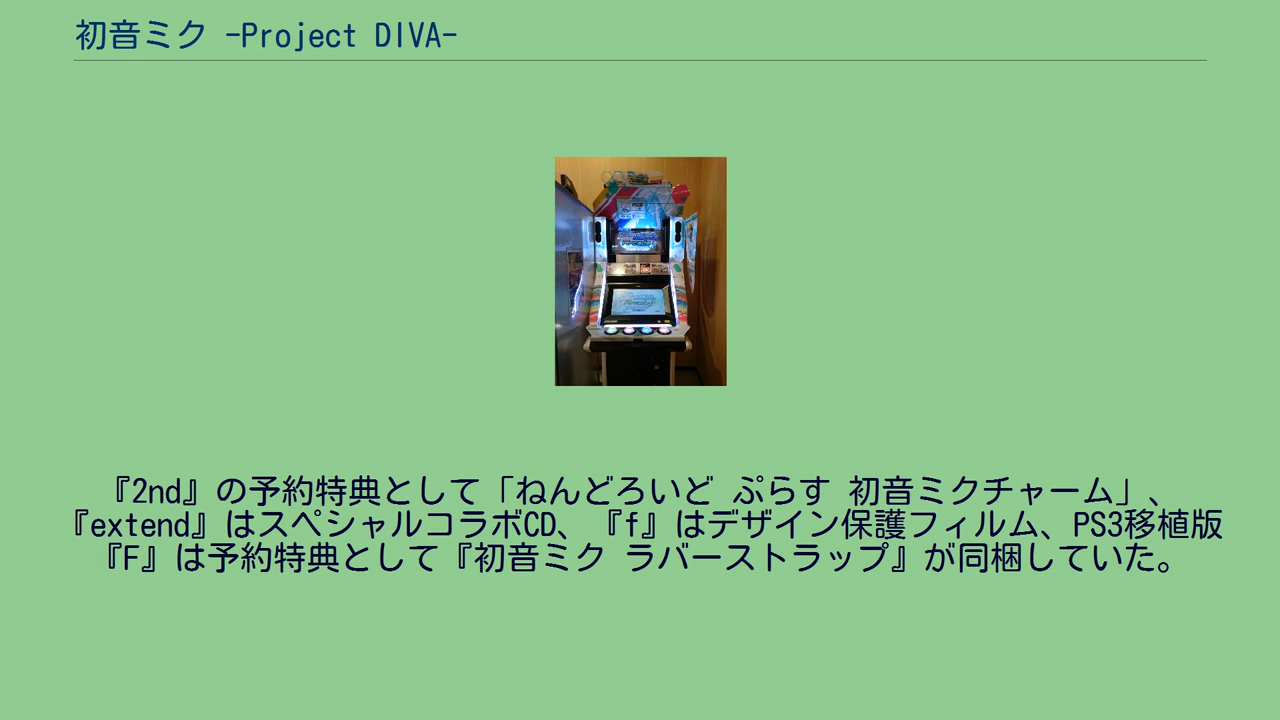 初音ミク -Project DIVA-
『2nd』の予約特典として「ねんどろいど ぷらす 初音ミクチャーム」、
『extend』はスペシャルコラボCD、『f』はデザイン保護フィルム、PS3移植版
『F』は予約特典として『初音ミク ラバーストラップ』が同梱していた。